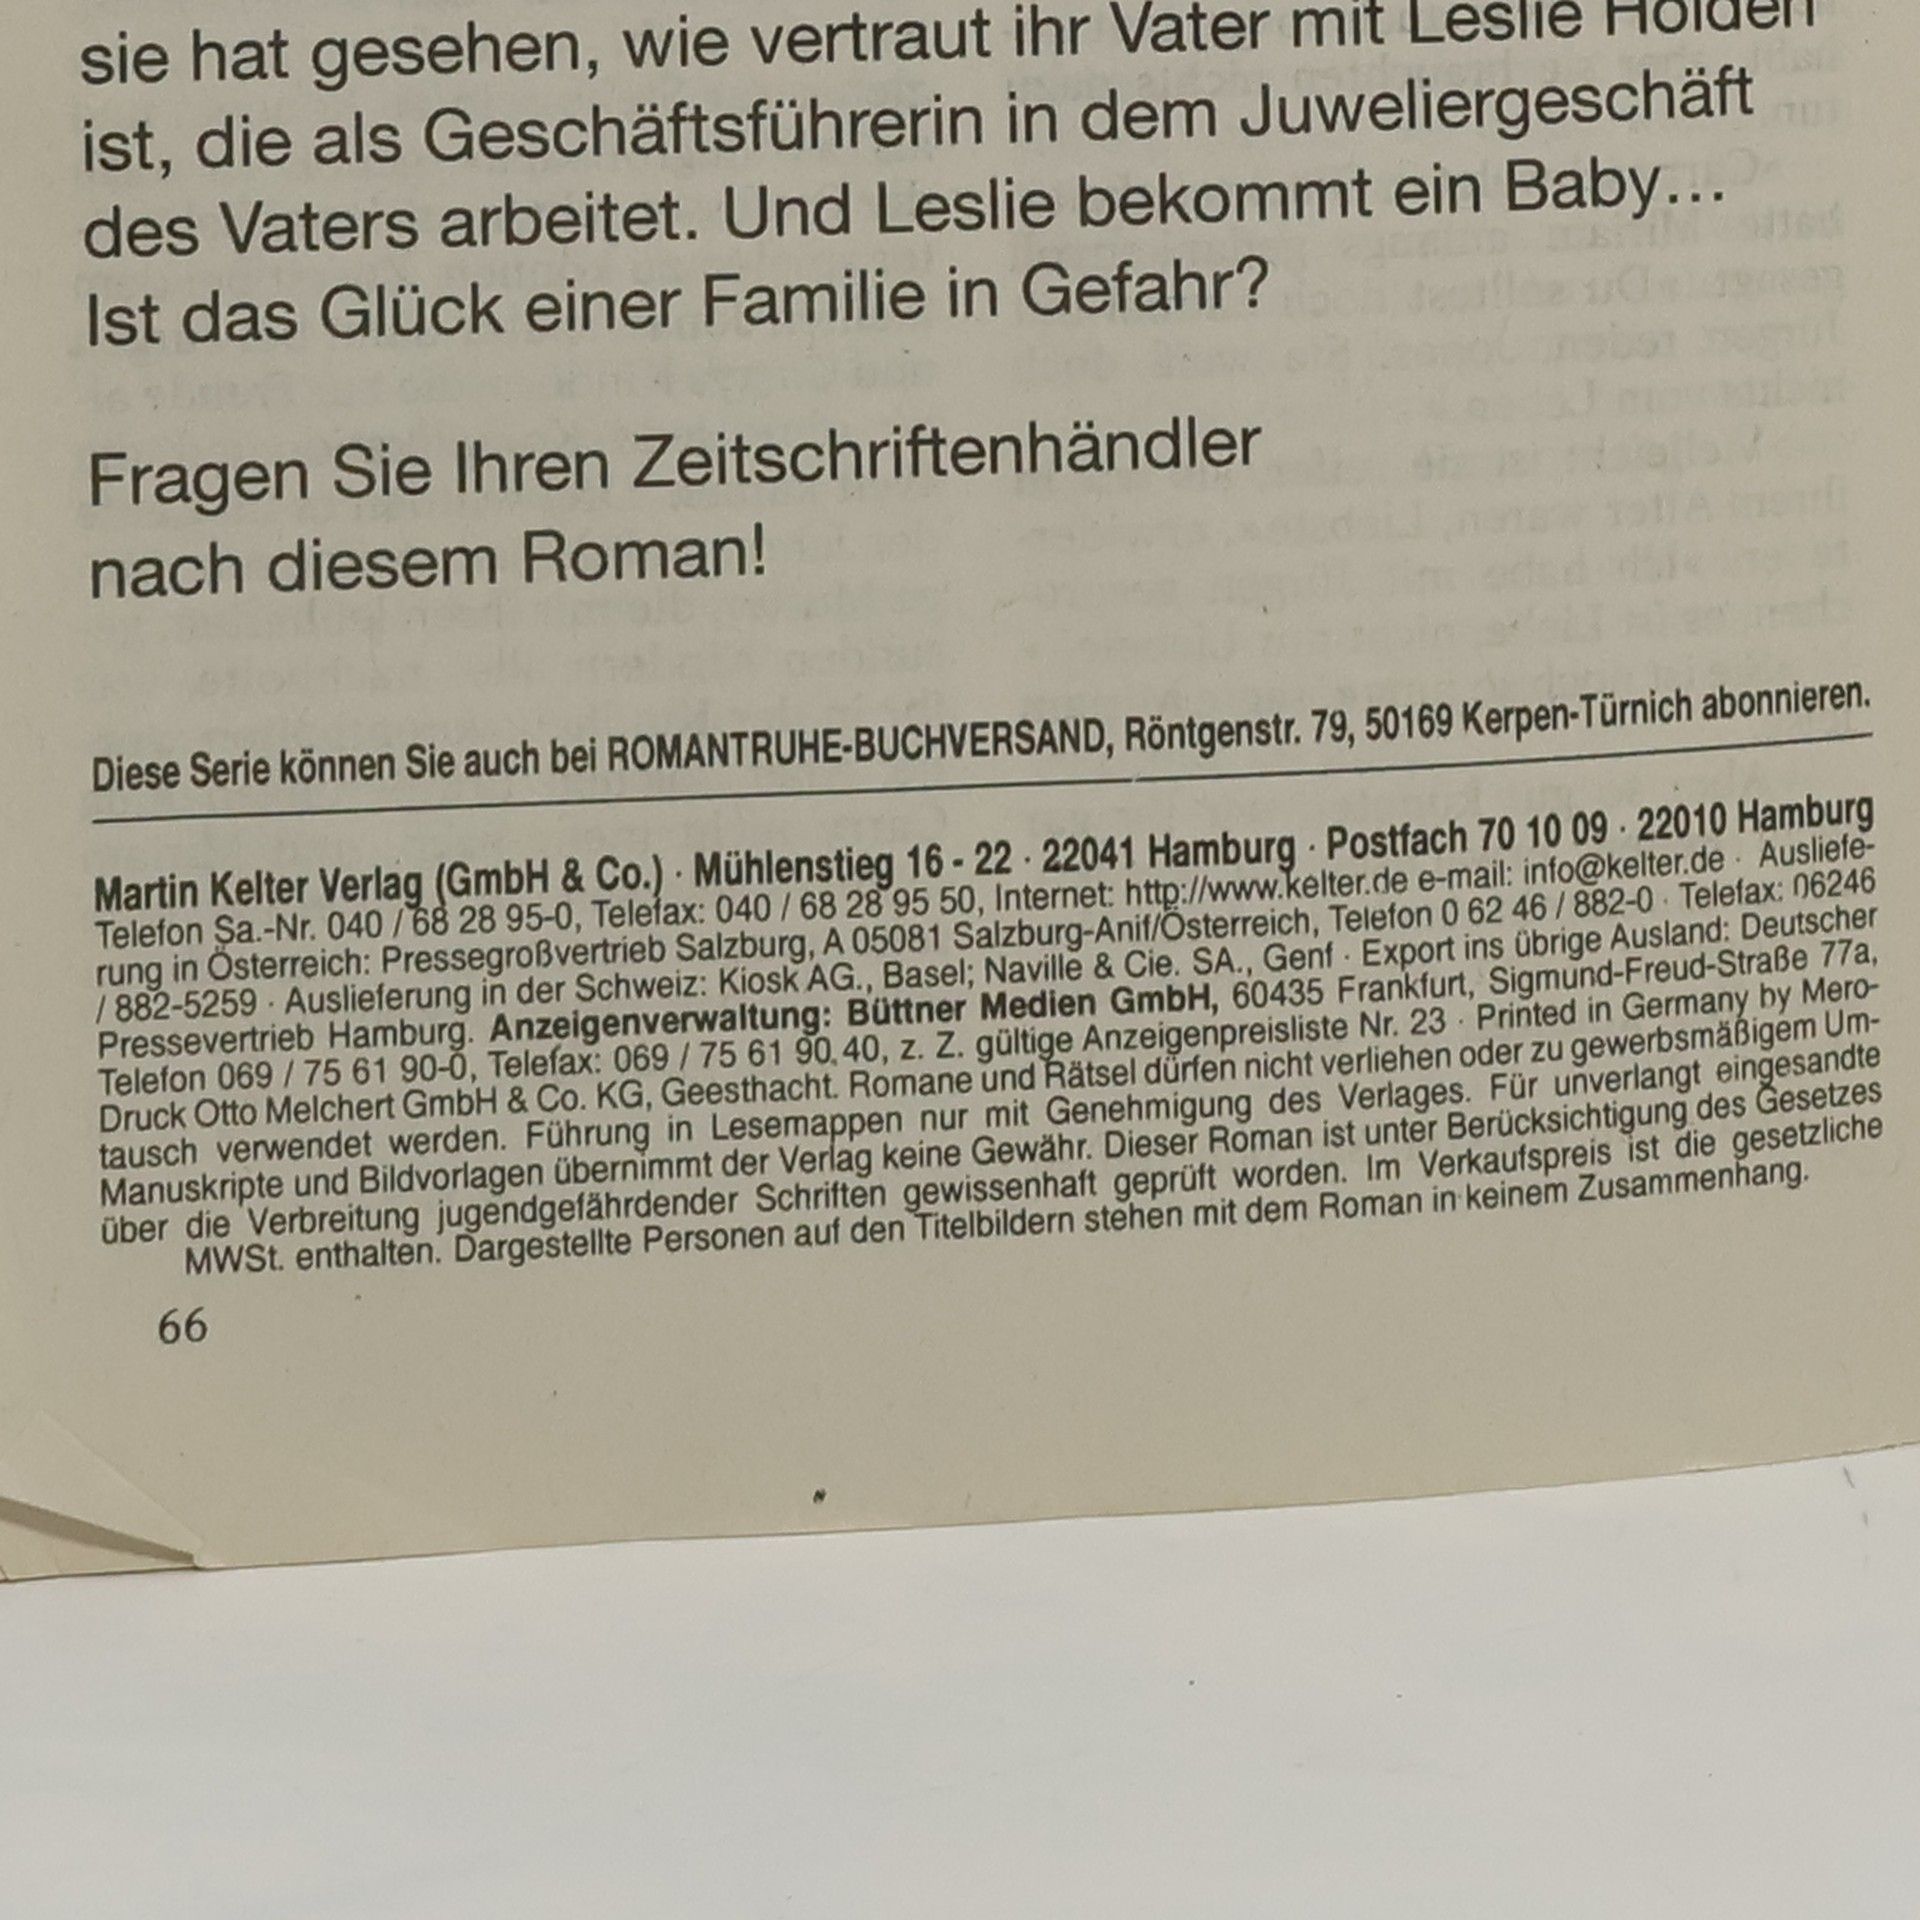 sie hat gesehen, wie vertraut ihr Vater mit Leslie Holden
ist, die als Geschäftsführerin in dem Juweliergeschäft
des Vaters arbeitet. Und Leslie bekommt ein Baby...
Ist das Glück einer Familie in Gefahr?
Fragen Sie Ihren Zeitschriftenhändler
nach diesem Roman!
Diese Serie können Sie auch bei ROMANTRUHE-BUCHVERSAND, Röntgenstr. 79, 50169 Kerpen-Türnich abonnieren.
Martin Kelter Verlag (GmbH & Co.) · Mühlenstieg 16 - 22 · 22041 Hamburg · Postfach 70 10 09 · 22010 Hamburg
Telefon Sa.-Nr. 040 / 68 28 95-0, Telefax: 040 / 68 28 95 50, Internet: http://www.kelter.de e-mail: info@kelter.de · Ausliefe-
rung in Österreich: Pressegroßvertrieb Salzburg, A 05081 Salzburg-Anif/Österreich, Telefon 0 62 46 / 882-0 · Telefax: 06246
/ 882-5259 · Auslieferung in der Schweiz: Kiosk AG., Basel; Naville & Cie. SA., Genf · Export ins übrige Ausland: Deutscher
Pressevertrieb Hamburg. Anzeigenverwaltung: Büttner Medien GmbH, 60435 Frankfurt, Sigmund-Freud-Straße 77a,
Telefon 069 / 75 61 90-0, Telefax: 069 / 75 61 90 40, z. Z. gültige Anzeigenpreisliste Nr. 23 · Printed in Germany by Mero-
Druck Otto Melchert GmbH & Co. KG, Geesthacht. Romane und Rätsel dürfen nicht verliehen oder zu gewerbsmäßigem Um-
tausch verwendet werden. Führung in Lesemappen nur mit Genehmigung des Verlages. Für unverlangt eingesandte
Manuskripte und Bildvorlagen übernimmt der Verlag keine Gewähr. Dieser Roman ist unter Berücksichtigung des Gesetzes
über die Verbreitung jugendgefährdender Schriften gewissenhaft geprüft worden. Im Verkaufspreis ist die gesetzliche
MWSt. enthalten. Dargestellte Personen auf den Titelbildern stehen mit dem Roman in keinem Zusammenhang.
66